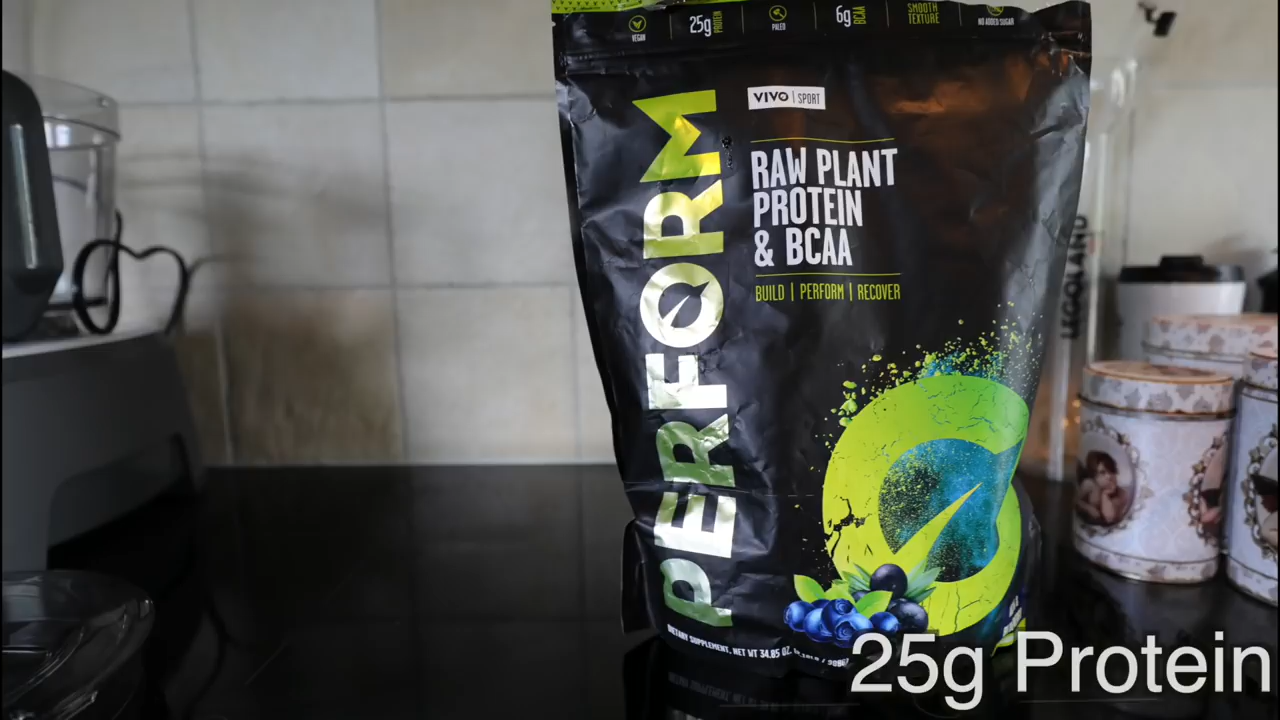 25g PROTEIN
6g BCAA
SMOOTH
TEXTURE
VEGAN
PALEO
NO ADDED SUGAR
VIVO | SPORT
PERFORM
RAW PLANT
PROTEIN
& BCAA
BUILD | PERFORM | RECOVER
LEGOLAND
DIETARY SUPPLEMENT. NET WT 34.85 OZ.
25g Protein